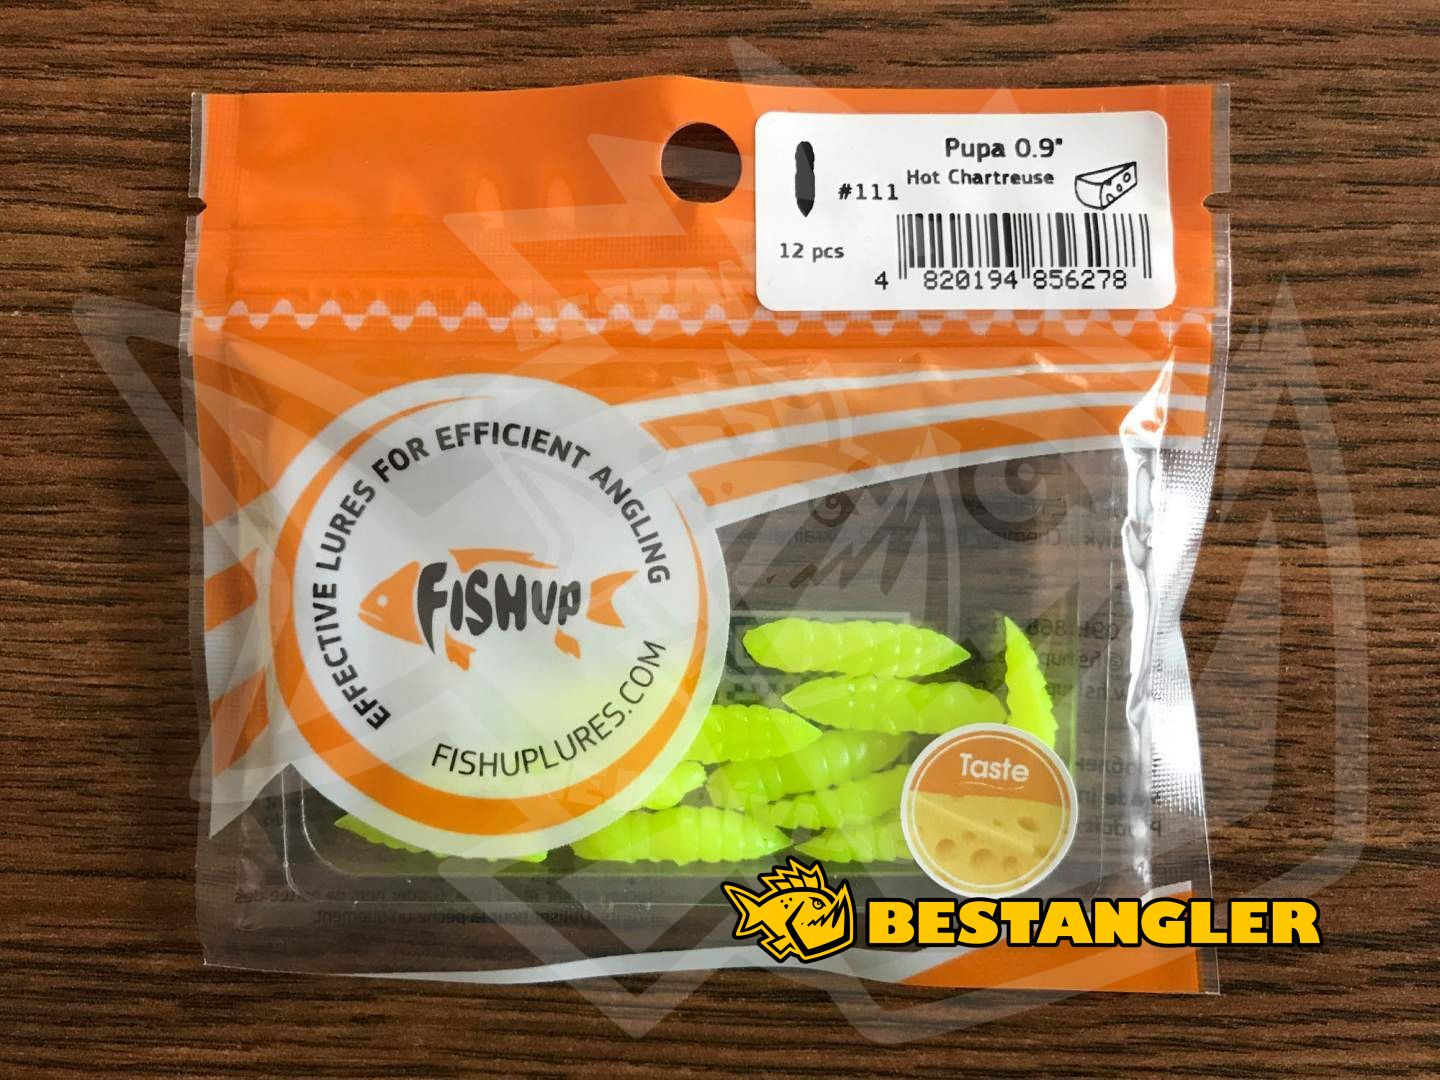 Pupa 0.9"
Hot Chartreuse
#111
12 pcs
4 820194 856278
EFFECTIVE LURES FOR EFFICIENT ANGLING
FISHUP
FISHUPLURES.COM
Taste
BESTANGLER